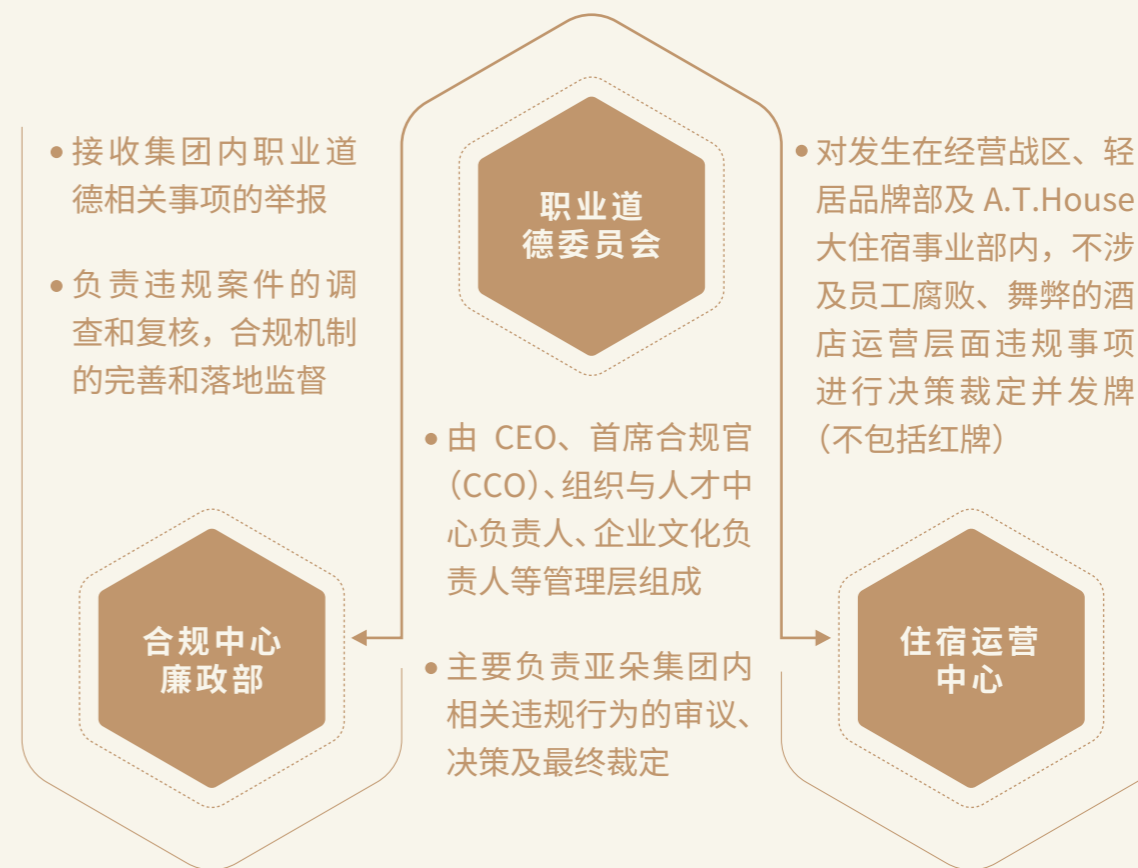 职业道
德委员会
• 由 CEO、首席合规官
（CCO）、组织与人才中
心负责人、企业文化负
责人等管理层组成
• 主要负责亚朵集团内
相关违规行为的审议、
决策及最终裁定
• 接收集团内职业道
德相关事项的举报
• 负责违规案件的调
查和复核，合规机制
的完善和落地监督
合规中心
廉政部
• 对发生在经营战区、轻
居品牌部及 A.T.House
大住宿事业部内，不涉
及员工腐败、舞弊的酒
店运营层面违规事项
进行决策裁定并发牌
（不包括红牌）
住宿运营
中心